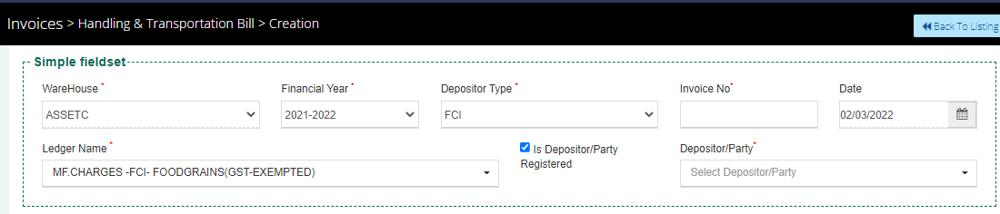 Invoices > Handling & Transportation Bill > Creation
Back To Listing
Simple fieldset
WareHouse * Financial Year * Depositor Type * Invoice No* Date
ASSETC 2021-2022 FCI 02/03/2022
Ledger Name * Is Depositor/Party Registered Depositor/Party*
MF.CHARGES -FCI- FOODGRAINS(GST-EXEMPTED) Select Depositor/Party